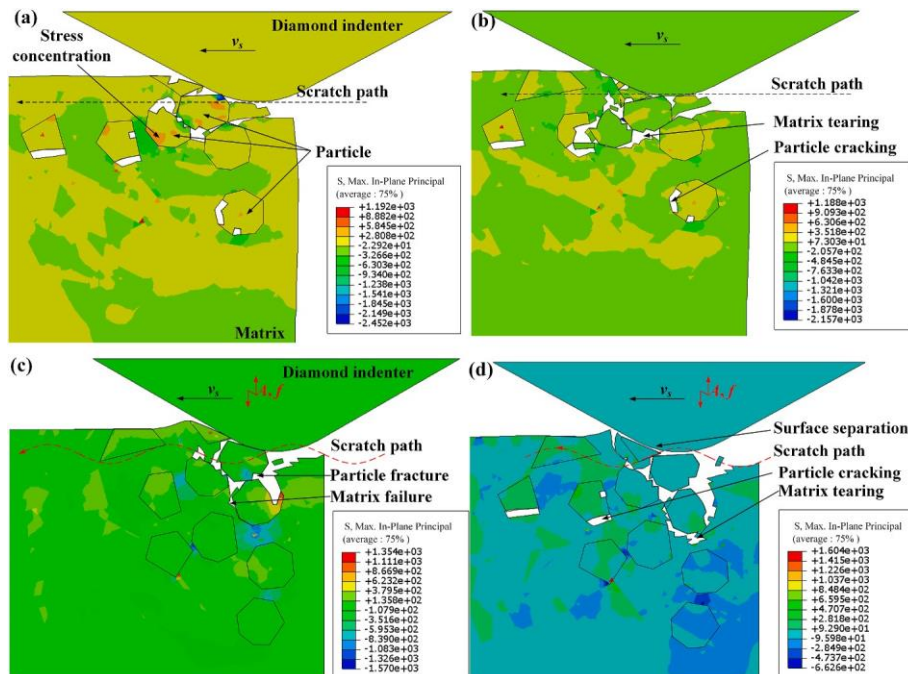 (a)
Diamond indenter
vs
Stress
concentration
Scratch path
Particle
S, Max. In-Plane Principal
(average : 75% )
+1.192e+03
+8.882e+02
+5.845e+02
+2.808e+02
-2.292e+01
-3.266e+02
-6.303e+02
-9.340e+02
-1.238e+03
-1.541e+03
-1.845e+03
-2.149e+03
-2.452e+03
Matrix
(b)
vs
Scratch path
Matrix tearing
Particle cracking
S, Max. In-Plane Principal
(average : 75% )
+1.188e+03
+9.093e+02
+6.306e+02
+3.518e+02
+7.303e+01
-2.057e+02
-4.845e+02
-7.633e+02
-1.042e+03
-1.321e+03
-1.600e+03
-1.878e+03
-2.157e+03
(c)
Diamond indenter
vs
A, f
Scratch path
Particle fracture
Matrix failure
S, Max. In-Plane Principal
(average : 75% )
+1.354e+03
+1.111e+03
+8.669e+02
+6.232e+02
+3.795e+02
+1.358e+02
-1.079e+02
-3.516e+02
-5.953e+02
-8.390e+02
-1.083e+03
-1.326e+03
-1.570e+03
(d)
vs
A, f
Surface separation
Scratch path
Particle cracking
Matrix tearing
S, Max. In-Plane Principal
(average : 75% )
+1.604e+03
+1.415e+03
+1.226e+03
+1.037e+03
+8.484e+02
+6.595e+02
+4.707e+02
+2.818e+02
+9.290e+01
-9.598e+01
-2.849e+02
-4.737e+02
-6.626e+02